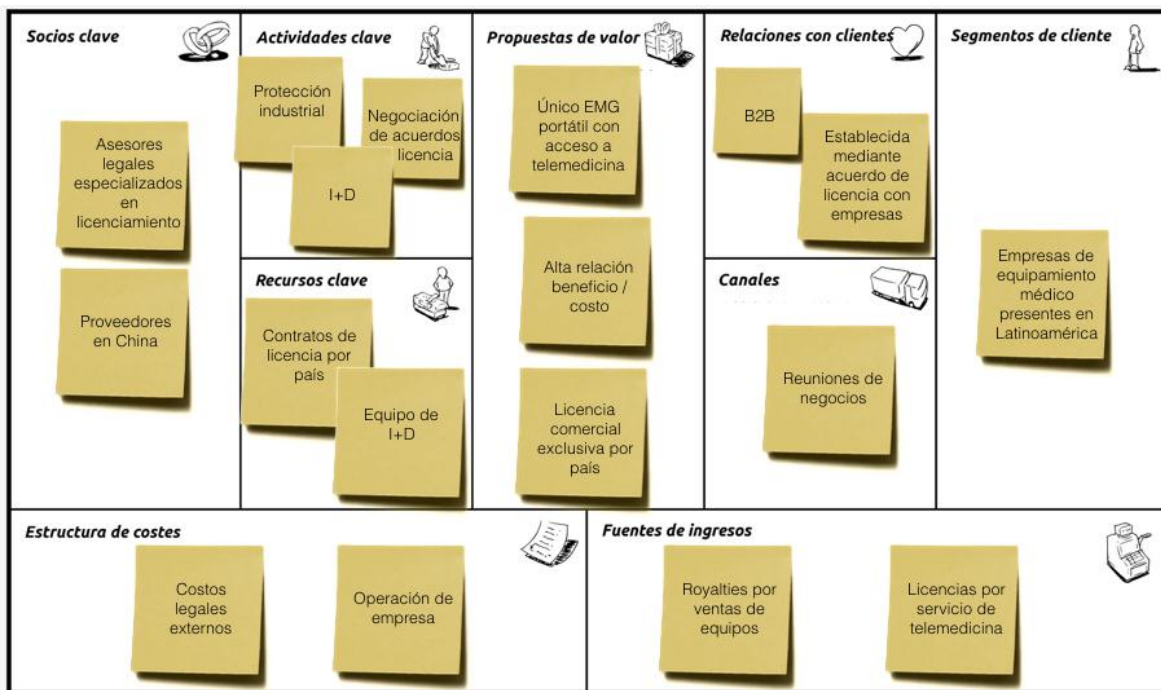 Socios clave
Asesores
legales
especializados
en
licenciamiento
Proveedores
en China
Actividades clave
Protección
industrial
Negociación
de acuerdos
licencia
I+D
Recursos clave
Contratos de
licencia por
país
Equipo de
I+D
Propuestas de valor
Único EMG
portátil con
acceso a
telemedicina
Alta relación
beneficio /
costo
Licencia
comercial
exclusiva por
país
Relaciones con clientes
B2B
Establecida
mediante
acuerdo de
licencia con
empresas
Canales
Reuniones de
negocios
Segmentos de cliente
Empresas de
equipamiento
médico
presentes en
Latinoamérica
Estructura de costes
Costos
legales
externos
Operación de
empresa
Fuentes de ingresos
Royalties por
ventas de
equipos
Licencias por
servicio de
telemedicina